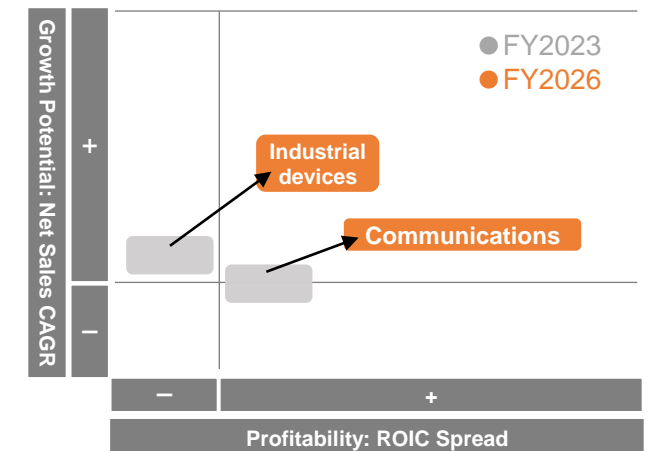 Growth Potential: Net Sales CAGR
+
–
FY2023
FY2026
Industrial
devices
Communications
–
+
Profitability: ROIC Spread